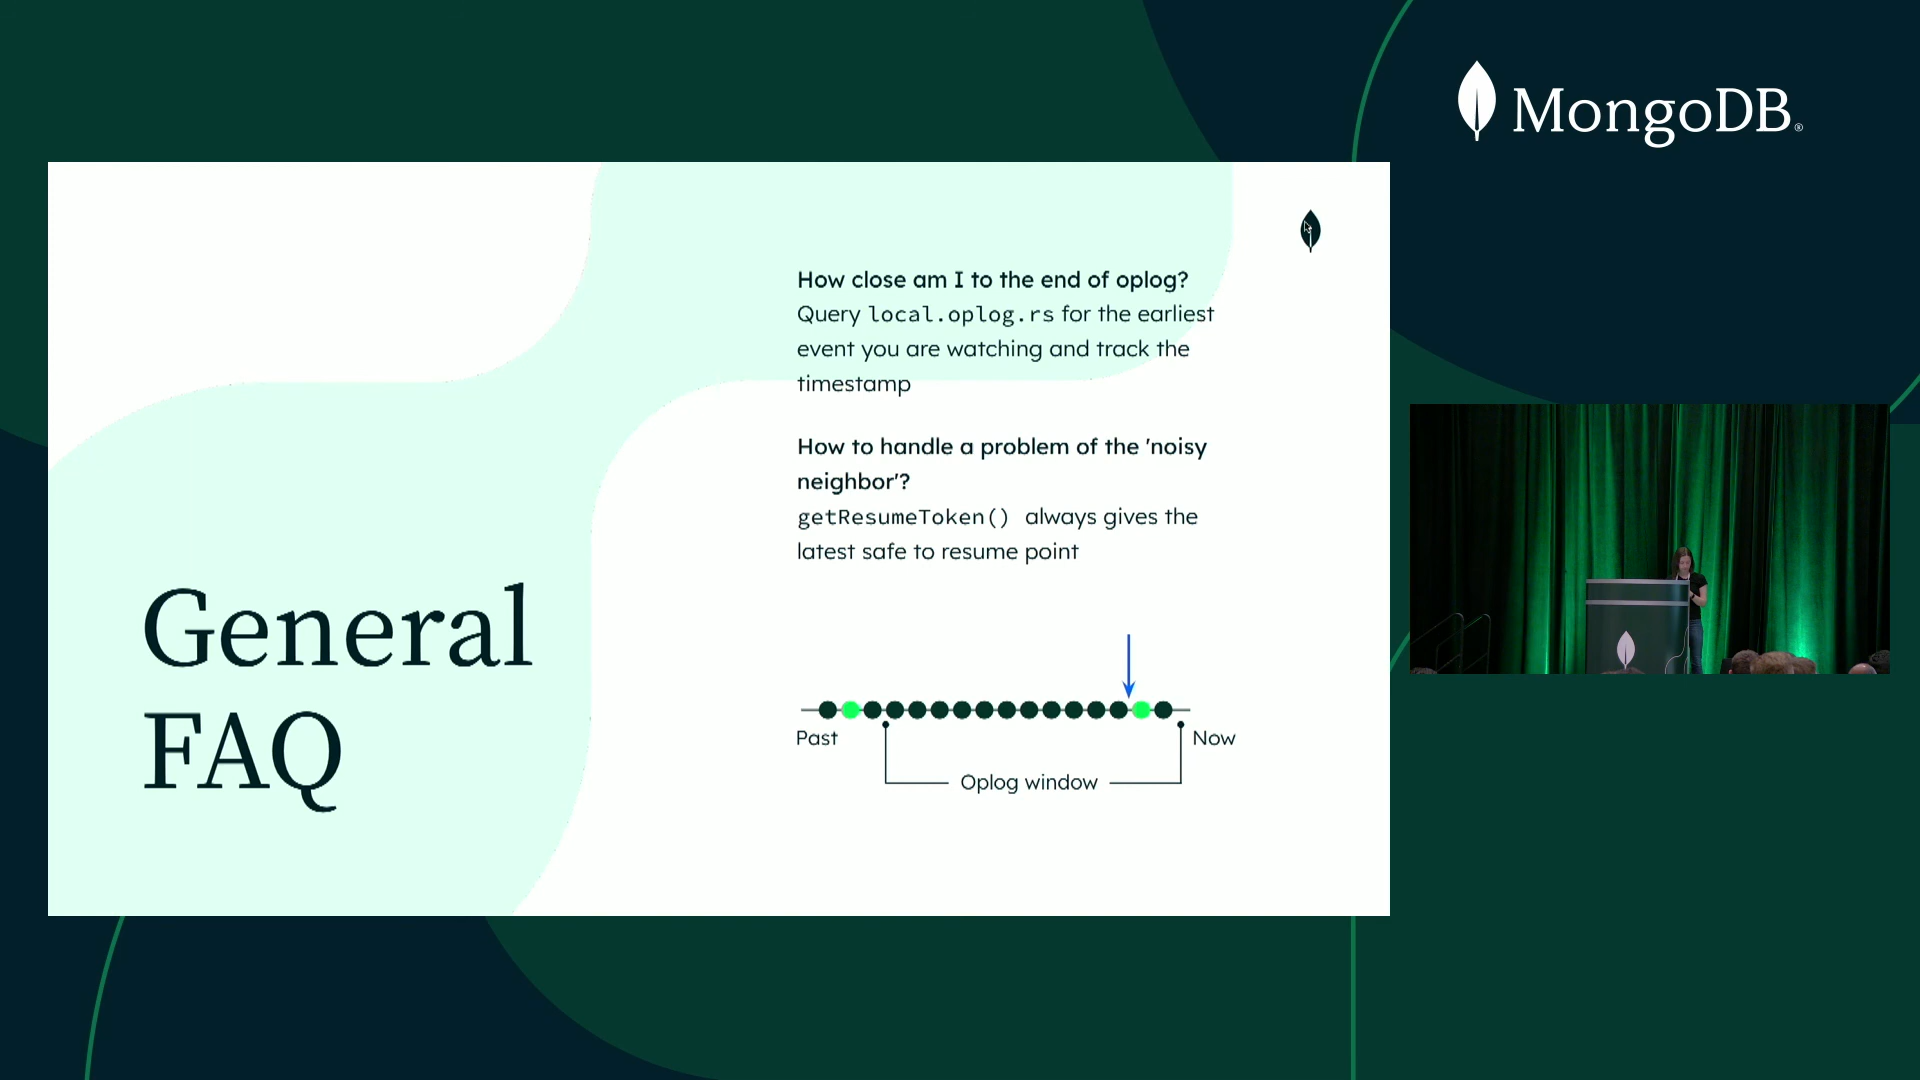 MongoDB®
How close am I to the end of oplog?
Query local.oplog.rs for the earliest
event you are watching and track the
timestamp
How to handle a problem of the 'noisy
neighbor'?
getResumeToken() always gives the
latest safe to resume point
General
FAQ
Past
Now
Oplog window